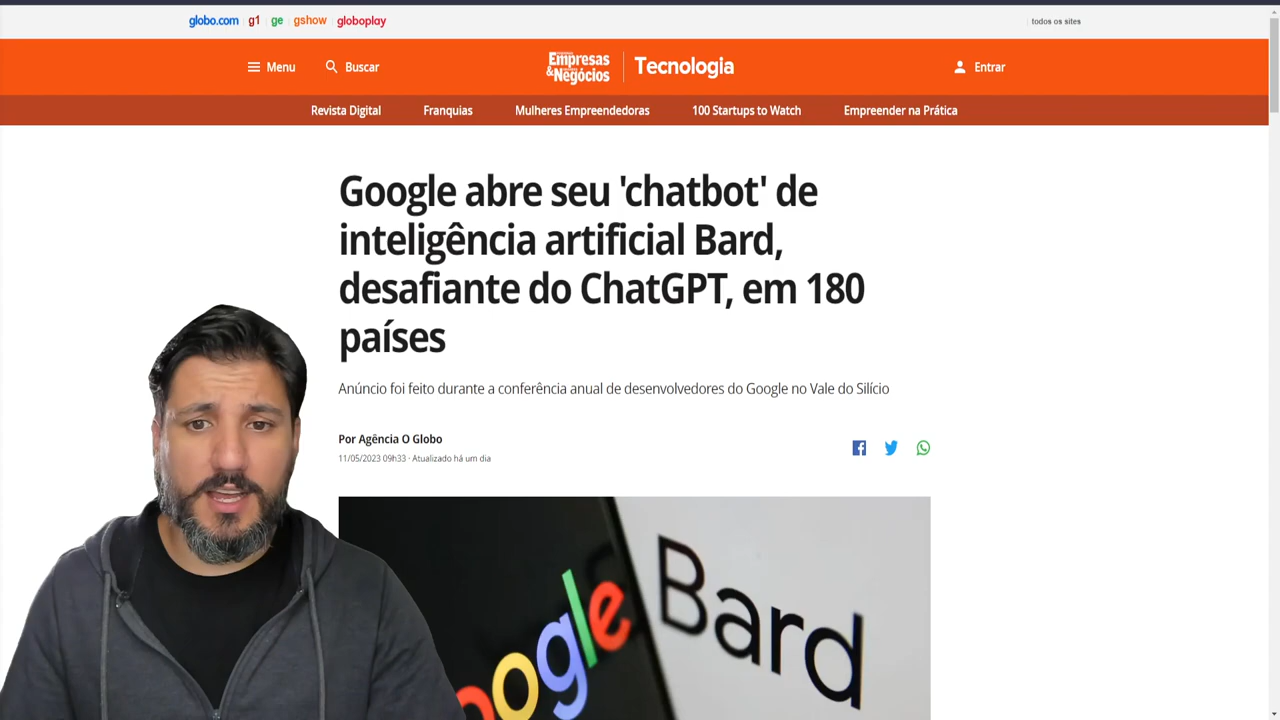 globo.com g1 ge gshow globoplay todos os sites
Menu Buscar Empresas &Negócios Tecnologia Entrar
Revista Digital Franquias Mulheres Empreendedoras 100 Startups to Watch Empreender na Prática
Google abre seu 'chatbot' de
inteligência artificial Bard,
desafiante do ChatGPT, em 180
países
Anúncio foi feito durante a conferência anual de desenvolvedores do Google no Vale do Silício
Por Agência O Globo
11/05/2023 09h33 · Atualizado há um dia
Bard
oogle